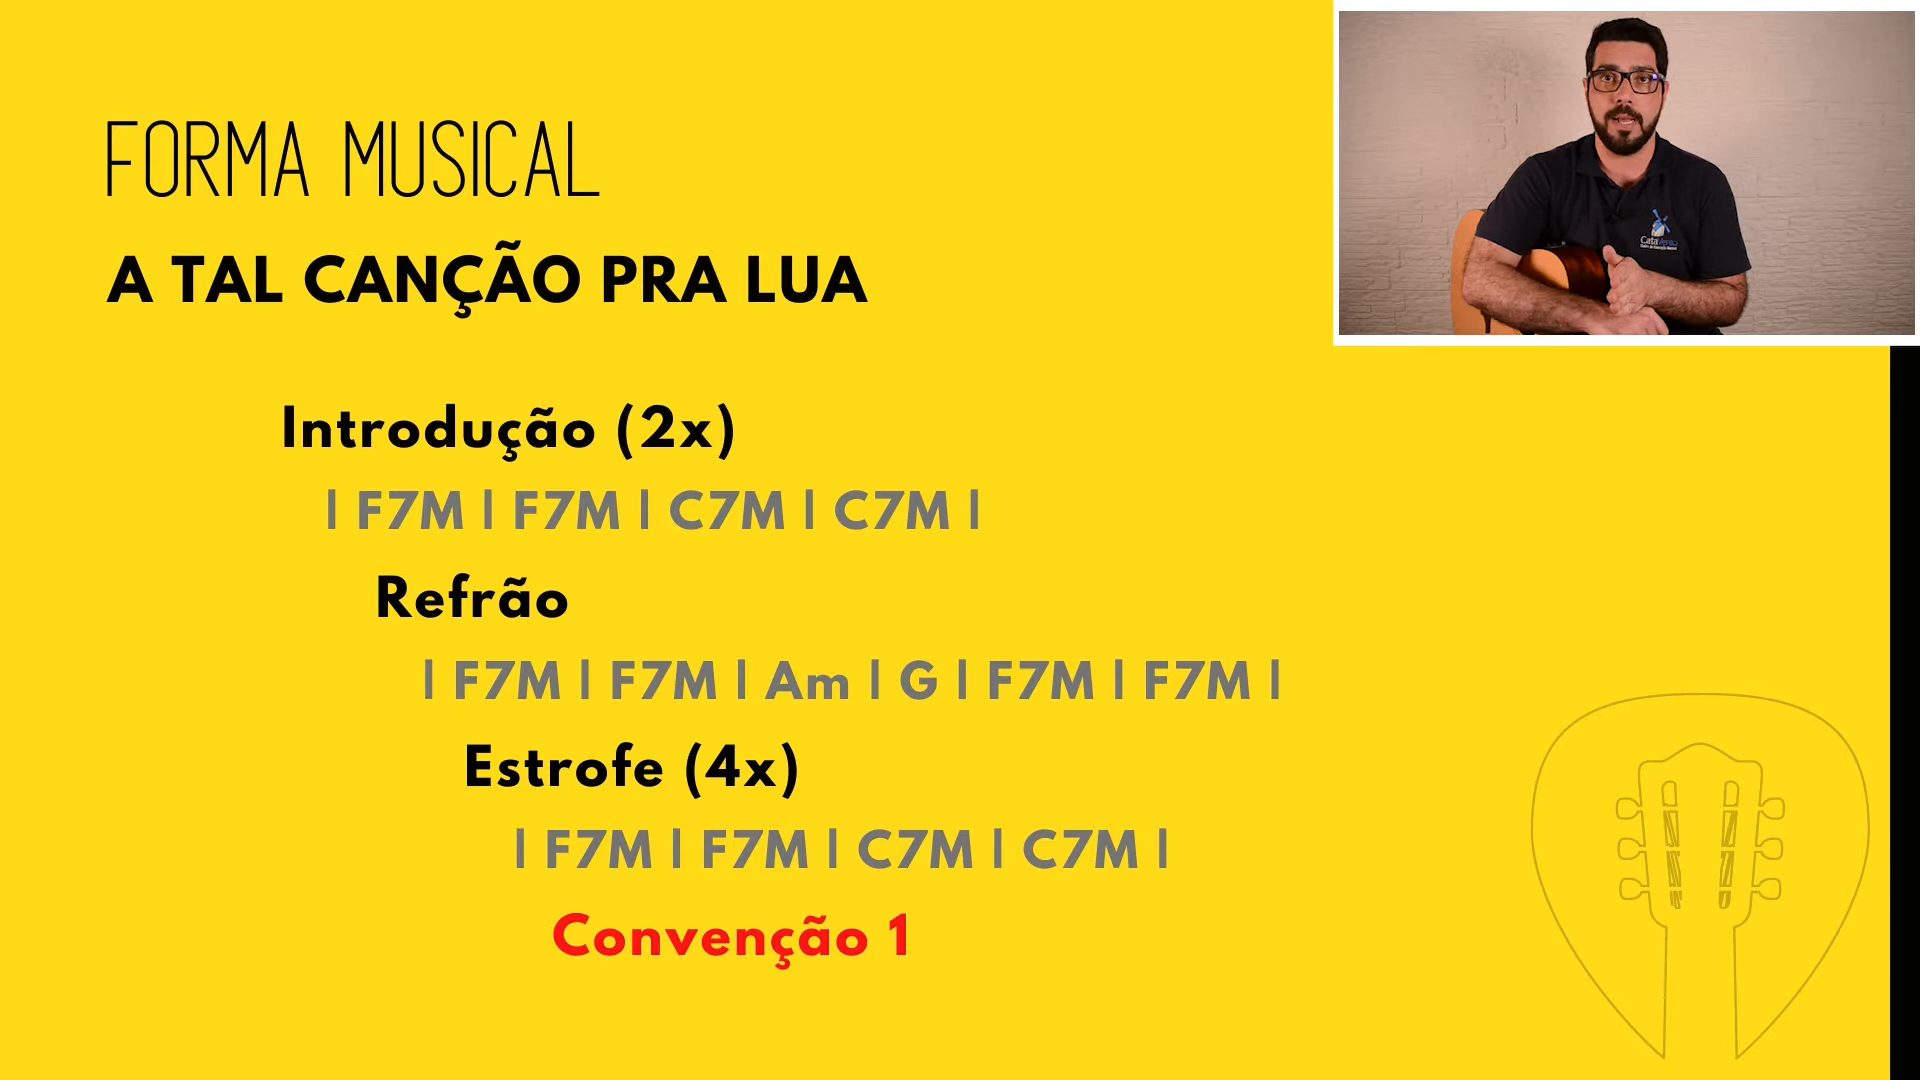 FORMA MUSICAL
A TAL CANÇÃO PRA LUA
Introdução (2x)
| F7M | F7M | C7M | C7M |
Refrão
| F7M | F7M | Am | G | F7M | F7M |
Estrofe (4x)
| F7M | F7M | C7M | C7M |
Convenção 1
CataVento